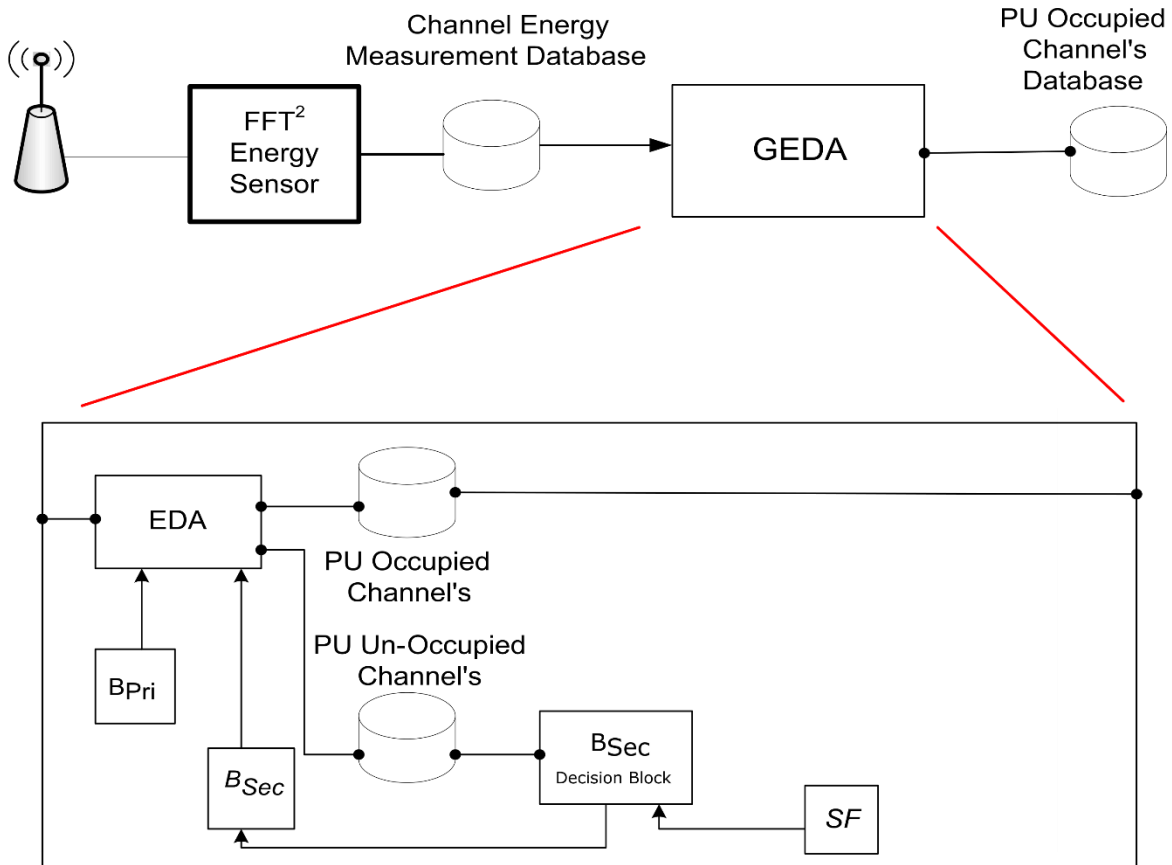 Channel Energy
Measurement Database
PU Occupied
Channel's
Database
FFT²
Energy
Sensor
GEDA
EDA
PU Occupied
Channel's
PU Un-Occupied
Channel's
BPri
BSec
BSec
Decision Block
SF